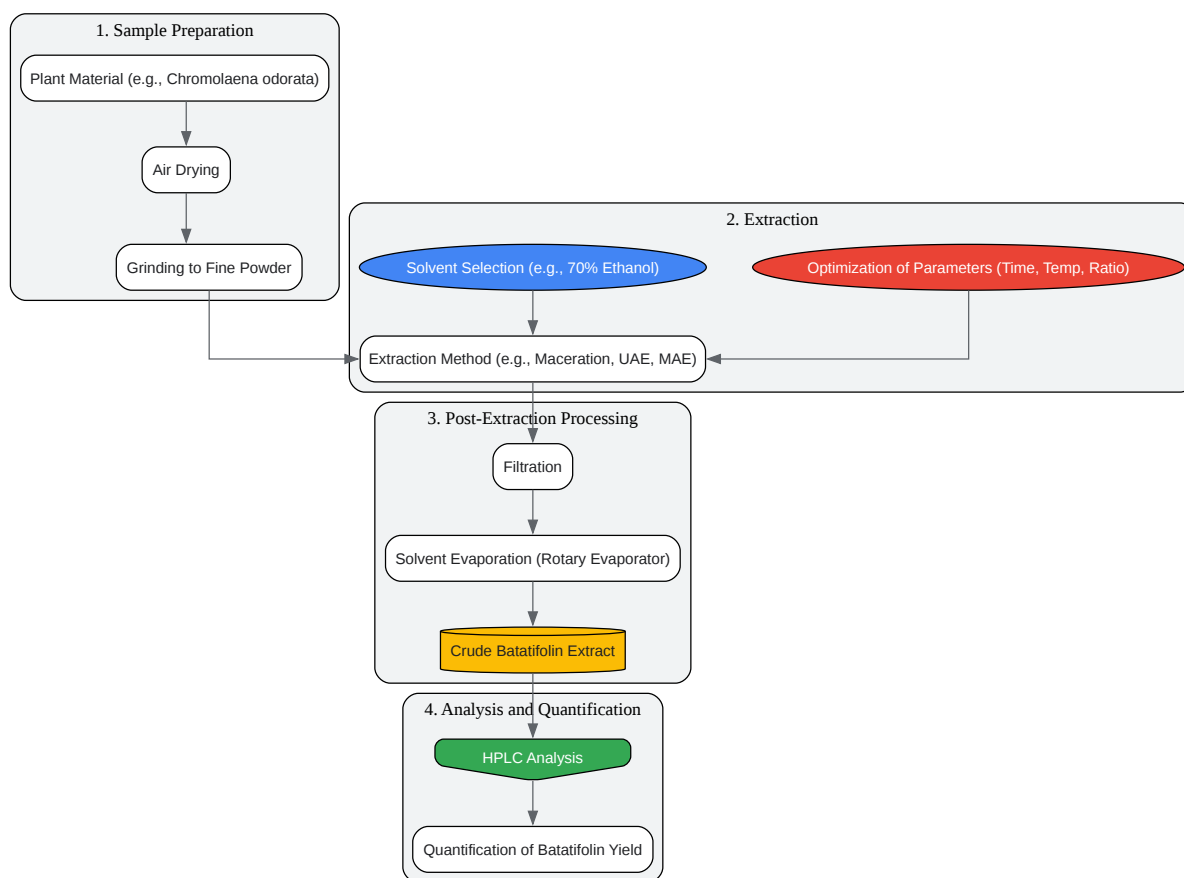 1. Sample Preparation
Plant Material (e.g., Chromolaena odorata)
Air Drying
Grinding to Fine Powder
2. Extraction
Solvent Selection (e.g., 70% Ethanol)
Optimization of Parameters (Time, Temp, Ratio)
Extraction Method (e.g., Maceration, UAE, MAE)
3. Post-Extraction Processing
Filtration
Solvent Evaporation (Rotary Evaporator)
Crude Batatifolin Extract
4. Analysis and Quantification
HPLC Analysis
Quantification of Batatifolin Yield